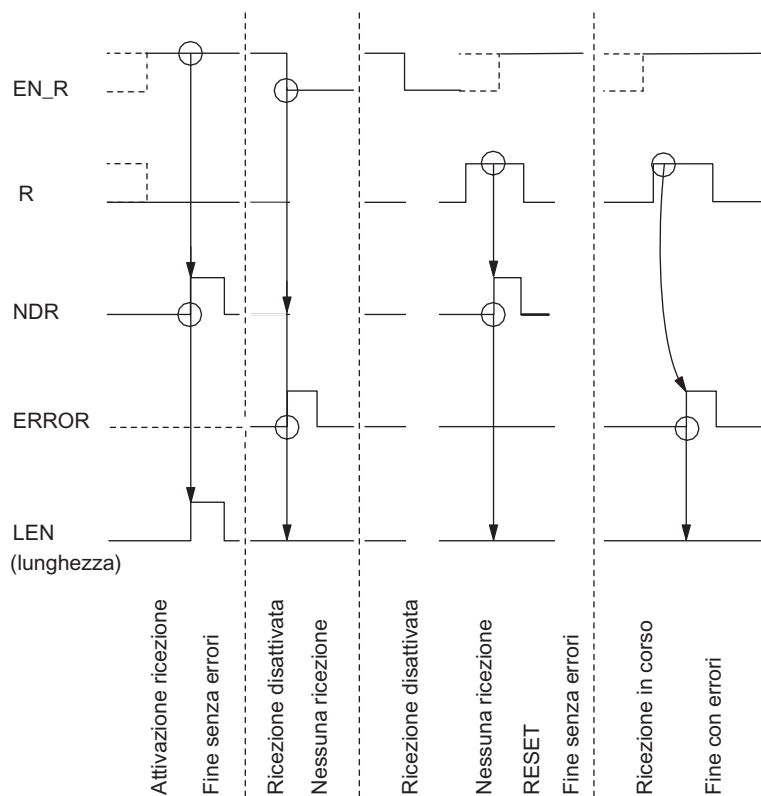 EN_R
R
NDR
ERROR
LEN
(lunghezza)
Attivazione ricezione
Fine senza errori
Ricezione disattivata
Nessuna ricezione
Ricezione disattivata
Nessuna ricezione
RESET
Fine senza errori
Ricezione in corso
Fine con errori